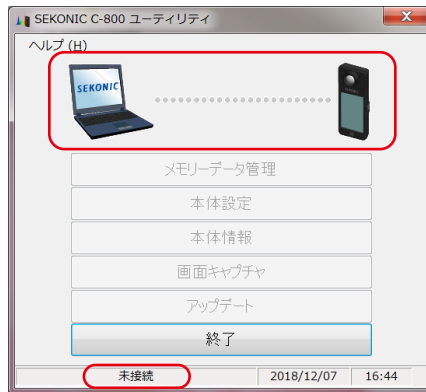 SEKONIC C-800 ユーティリティ
ヘルプ (H)
SEKONIC
メモリーデータ管理
本体設定
本体情報
画面キャプチャ
アップデート
終了
未接続 2018/12/07 16:44